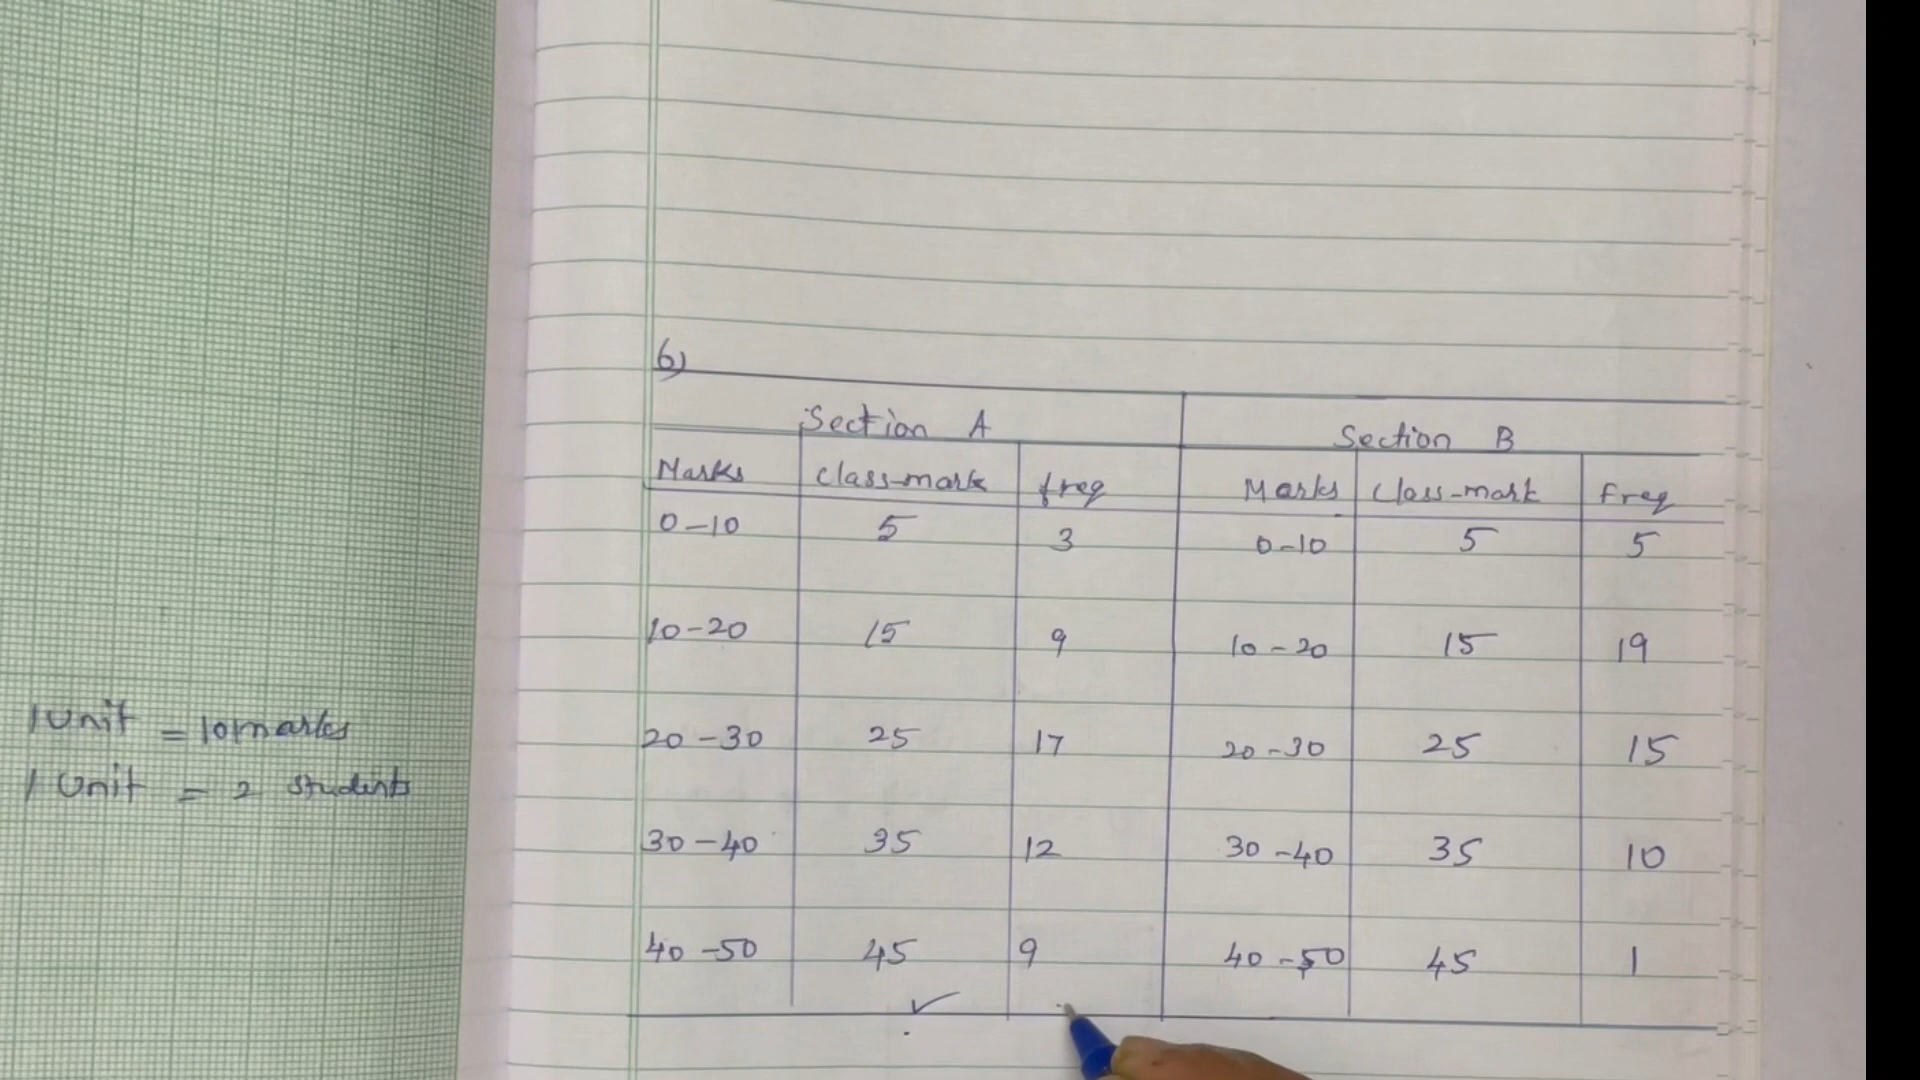 1 Unit = 10 marks
1 Unit = 2 students
6)
Section A Section B
Marks class-mark freq Marks class-mark Freq
0-10 5 3 0-10 5 5
10-20 15 9 10-20 15 19
20-30 25 17 20-30 25 15
30-40 35 12 30-40 35 10
40-50 45 9 40-50 45 1